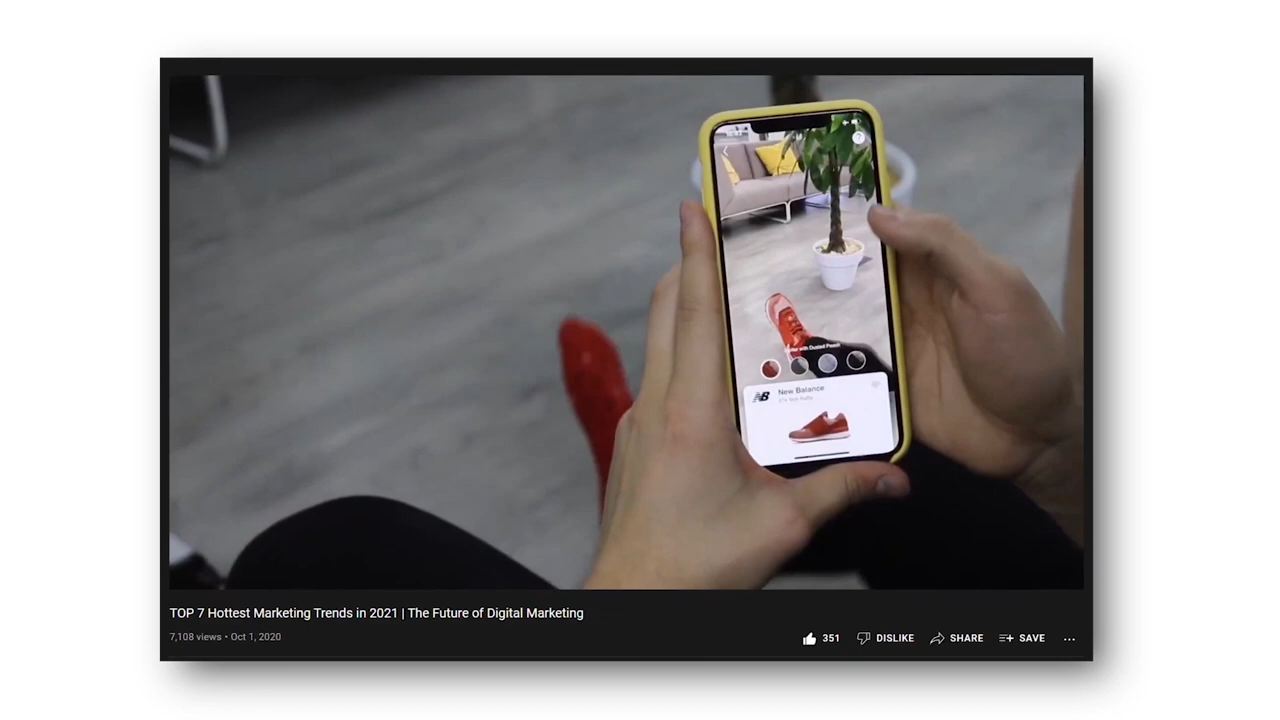 New Balance
TOP 7 Hottest Marketing Trends in 2021 | The Future of Digital Marketing
7,108 views • Oct 1, 2020
351 DISLIKE SHARE SAVE